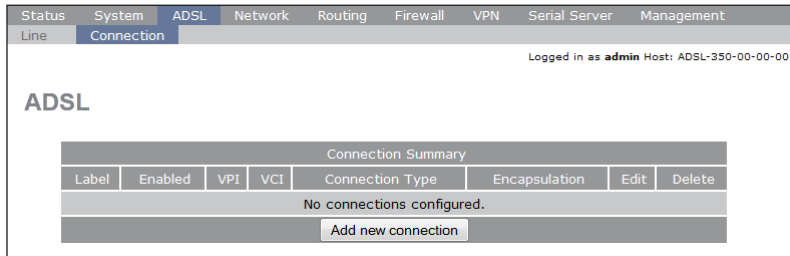 Status System ADSL Network Routing Firewall VPN Serial Server Management
Line Connection
Logged in as admin Host: ADSL-350-00-00-00
ADSL
Connection Summary
Label Enabled VPI VCI Connection Type Encapsulation Edit Delete
No connections configured.
Add new connection